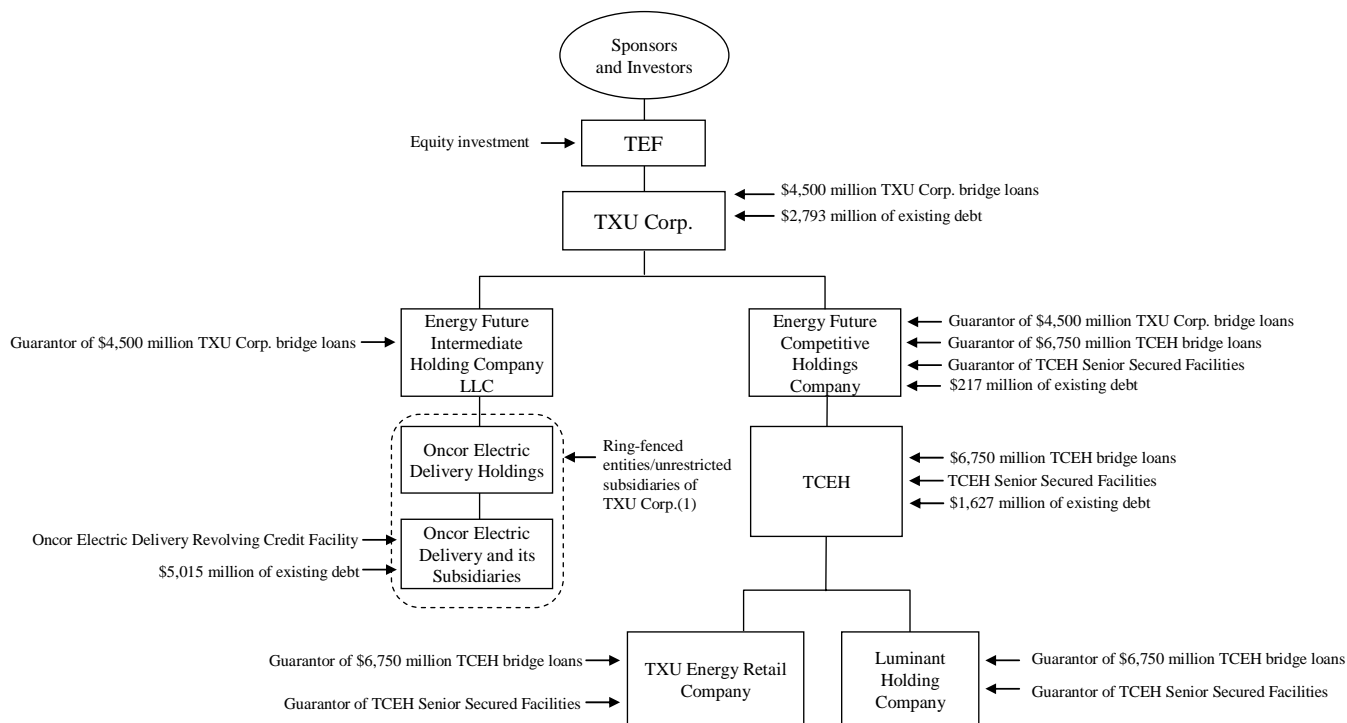 Sponsors
and Investors
Equity investment
TEF
$4,500 million TXU Corp. bridge loans
TXU Corp.
$2,793 million of existing debt
Guarantor of $4,500 million TXU Corp. bridge loans
Energy Future
Intermediate
Holding Company
LLC
Energy Future
Competitive
Holdings
Company
Guarantor of $4,500 million TXU Corp. bridge loans
Guarantor of $6,750 million TCEH bridge loans
Guarantor of TCEH Senior Secured Facilities
$217 million of existing debt
Oncor Electric
Delivery Holdings
Ring-fenced
entities/unrestricted
subsidiaries of
TXU Corp.(1)
TCEH
$6,750 million TCEH bridge loans
TCEH Senior Secured Facilities
$1,627 million of existing debt
Oncor Electric Delivery Revolving Credit Facility
$5,015 million of existing debt
Oncor Electric
Delivery and its
Subsidiaries
Guarantor of $6,750 million TCEH bridge loans
Guarantor of TCEH Senior Secured Facilities
TXU Energy Retail
Company
Luminant
Holding
Company
Guarantor of $6,750 million TCEH bridge loans
Guarantor of TCEH Senior Secured Facilities